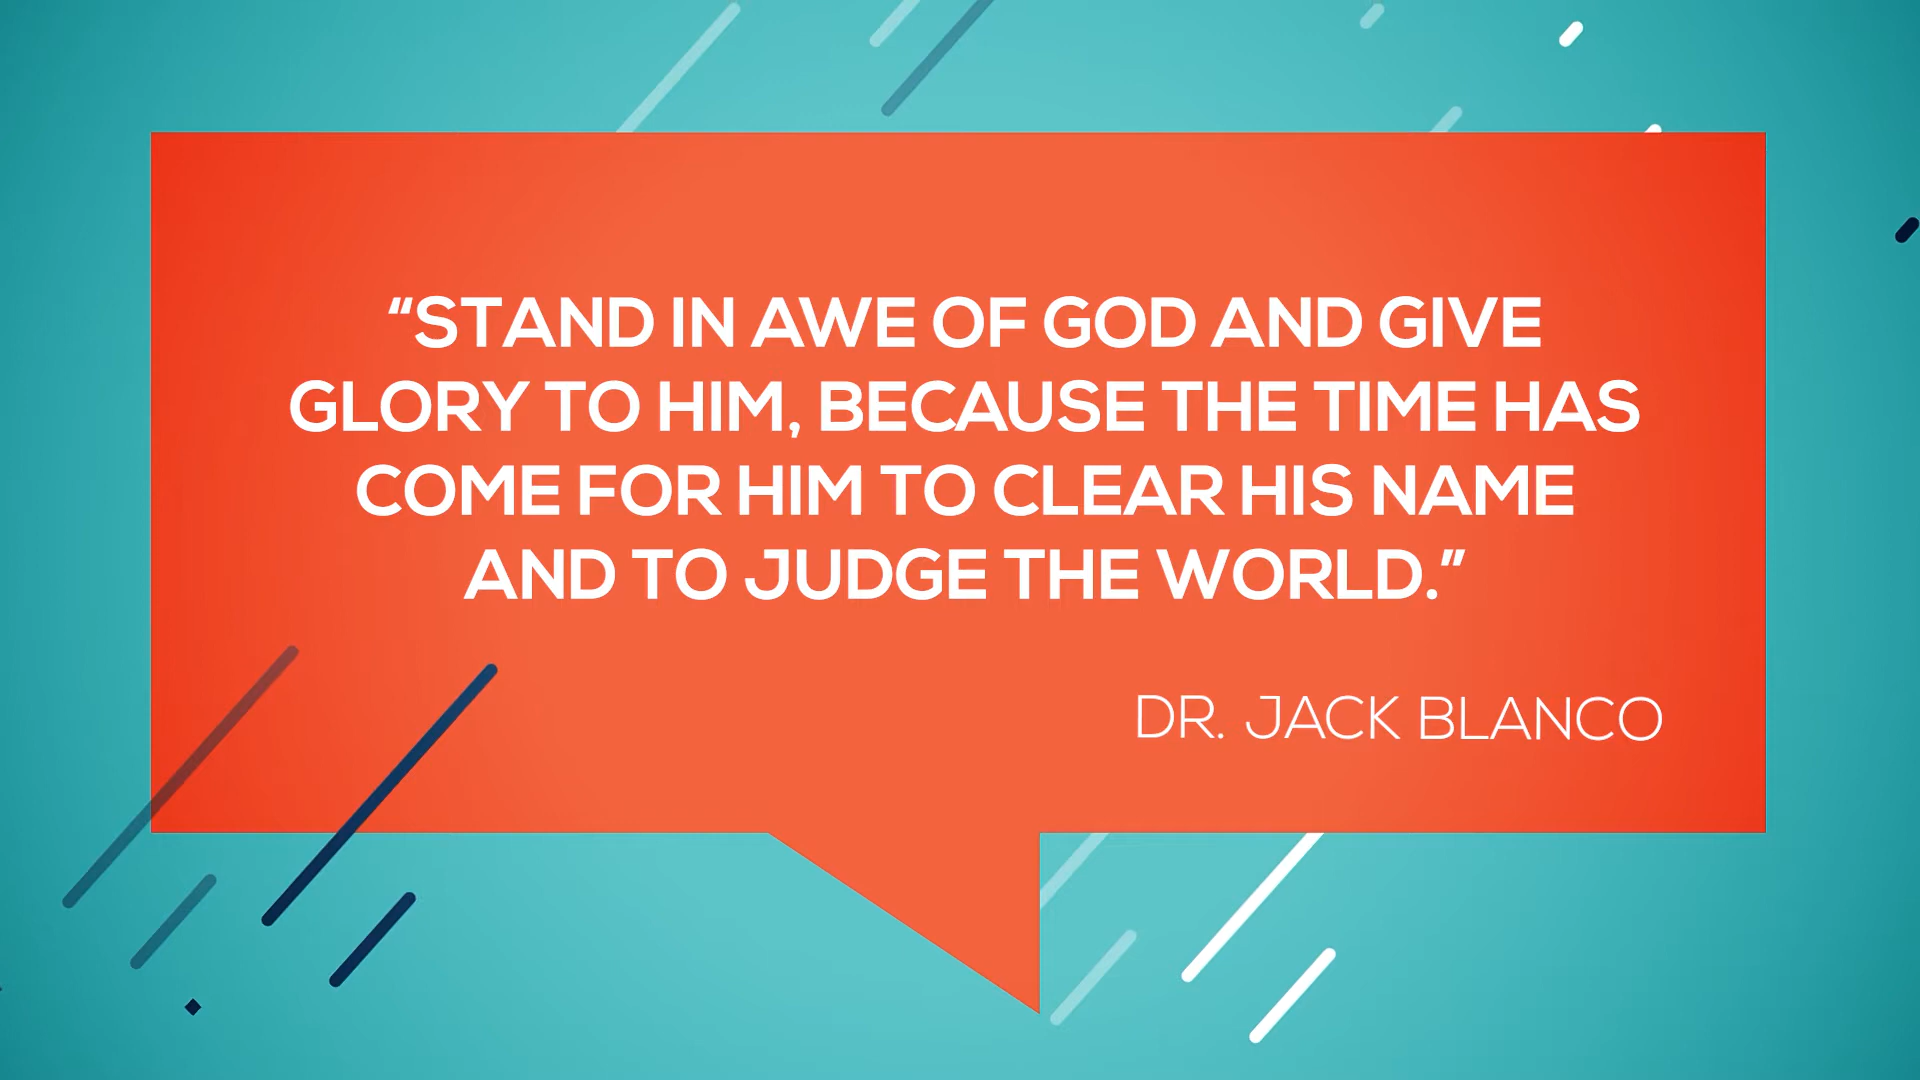 “STAND IN AWE OF GOD AND GIVE
GLORY TO HIM, BECAUSE THE TIME HAS
COME FOR HIM TO CLEAR HIS NAME
AND TO JUDGE THE WORLD.”
DR. JACK BLANCO